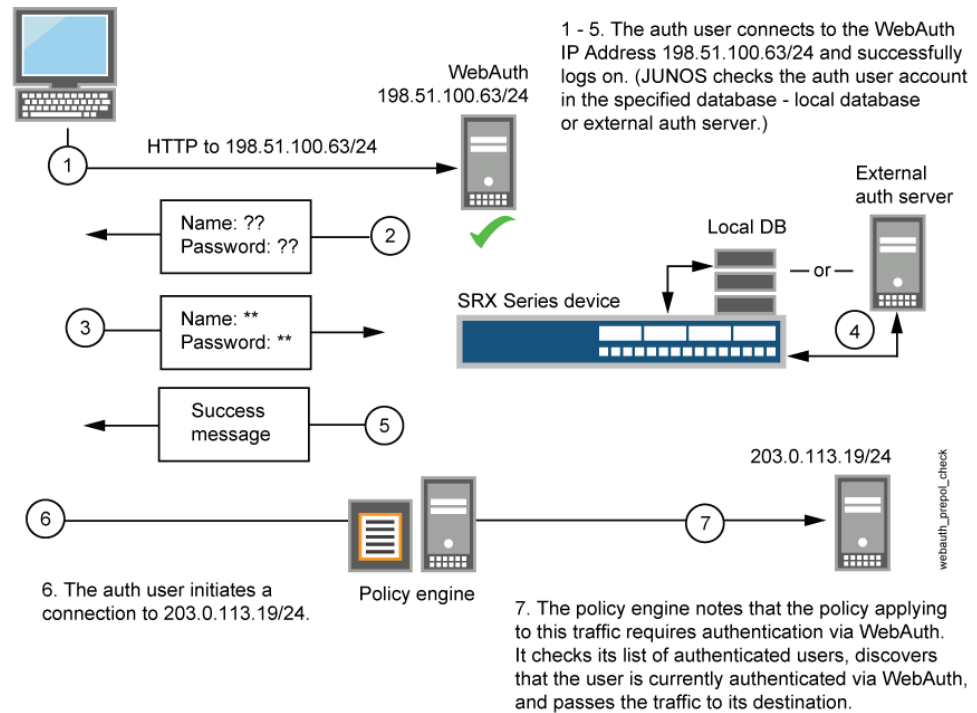 1 - 5. The auth user connects to the WebAuth
IP Address 198.51.100.63/24 and successfully
logs on. (JUNOS checks the auth user account
in the specified database - local database
or external auth server.)
WebAuth
198.51.100.63/24
1
HTTP to 198.51.100.63/24
External
auth server
Name: ??
Password: ??
2
Local DB
or
SRX Series device
3
Name: **
Password: **
4
Success
message
5
203.0.113.19/24
webauth_prepol_check
6
7
Policy engine
6. The auth user initiates a
connection to 203.0.113.19/24.
7. The policy engine notes that the policy applying
to this traffic requires authentication via WebAuth.
It checks its list of authenticated users, discovers
that the user is currently authenticated via WebAuth,
and passes the traffic to its destination.